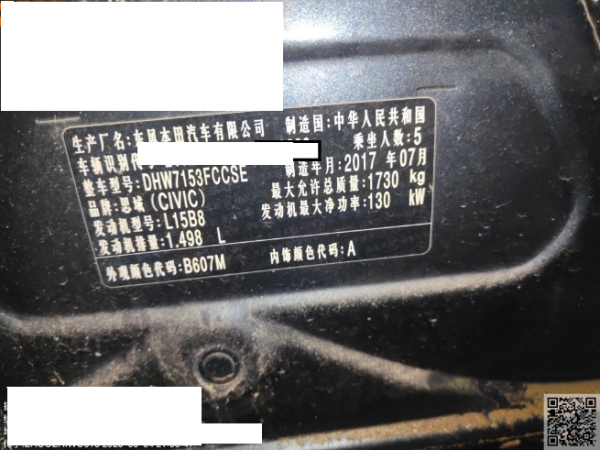 生产厂名:东风本田汽车有限公司 制造国:中华人民共和国
车辆识别代 乘坐人数:5
整车型号:DHW7153FCCSE 制造年月:2017 年07月
品牌:思域(CIVIC) 最大允许总质量:1730 kg
发动机型号:L15B8 发动机最大净功率:130 kW
发动机排量:1.498 L
外观颜色代码:B607M 内饰颜色代码:A